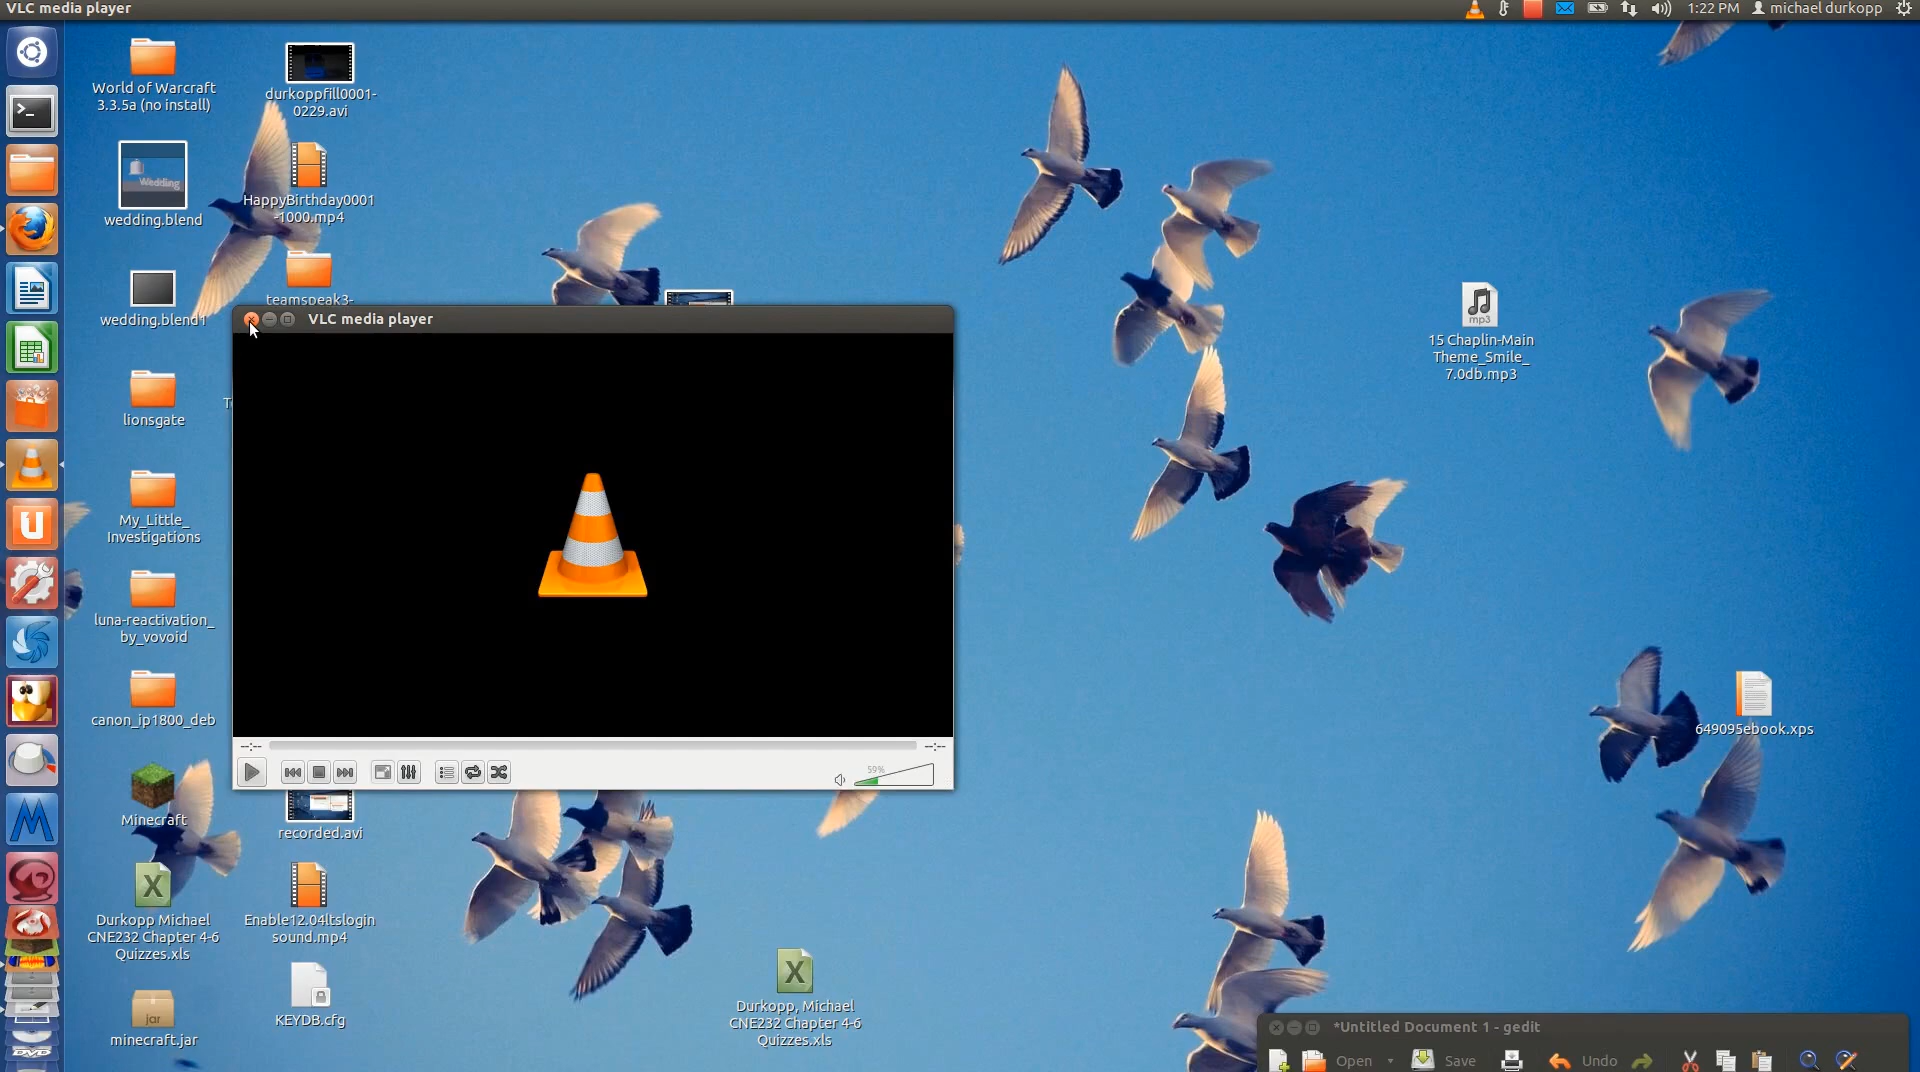 VLC media player
1:22 PM
michael durkopp
World of Warcraft
3.3.5a (no install)
durkoppfill0001-
0229.avi
Wedding
wedding.blend
HappyBirthday0001
-1000.mp4
wedding.blend1
teamspeak3-
VLC media player
mp3
15 Chaplin-Main
Theme_Smile_
7.0db.mp3
lionsgate
My_Little_
Investigations
luna-reactivation_
by_vovoid
canon_ip1800_deb
649095ebook.xps
--:--
--:--
59%
Minecraft
recorded.avi
Durkopp Michael
CNE232 Chapter 4-6
Quizzes.xls
Enable12.04ltslogin
sound.mp4
KEYDB.cfg
Durkopp, Michael
CNE232 Chapter 4-6
Quizzes.xls
jar
minecraft.jar
*Untitled Document 1 - gedit
Open
Save
Undo